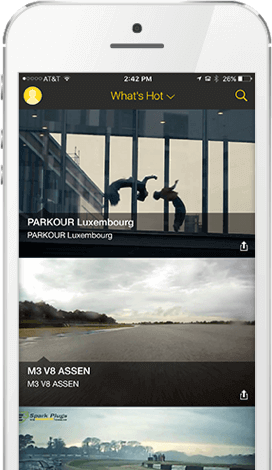 AT&T
2:42 PM
26%
What's Hot
PARKOUR Luxembourg
PARKOUR Luxembourg
M3 V8 ASSEN
M3 V8 ASSEN
Spark Plugs